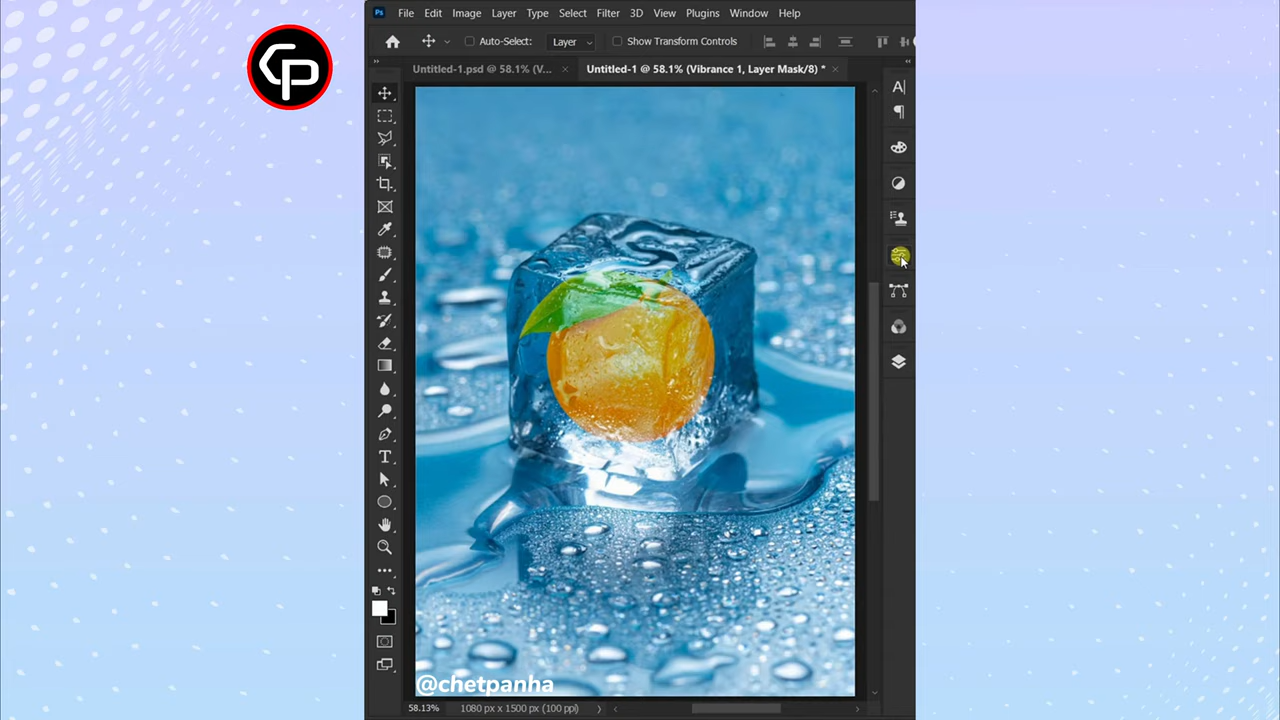 CP
Ps File Edit Image Layer Type Select Filter 3D View Plugins Window Help
Auto-Select: Layer Show Transform Controls
Untitled-1.psd @ 58.1% (V... × Untitled-1 @ 58.1% (Vibrance 1, Layer Mask/8) * ×
@chetpanha
58.13% 1080 px x 1500 px (100 ppi)